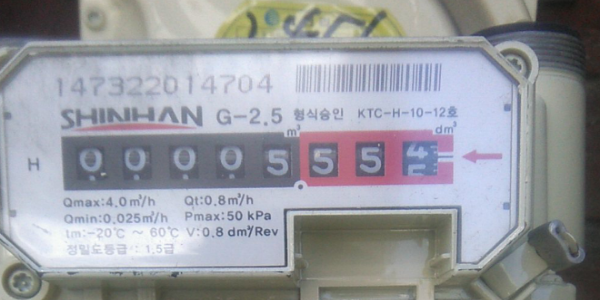 147322014704
SHINHAN G-2.5 형식승인 KTC-H-10-12호
m³ dm³
H 0 0 0 0 5 5 5 4
Qmax:4.0m³/h Qt:0.8m³/h
Qmin:0.025m³/h Pmax:50 kPa
tm:-20℃ ~ 60℃ V:0.8 dm³/Rev
정밀도등급 : 1.5급